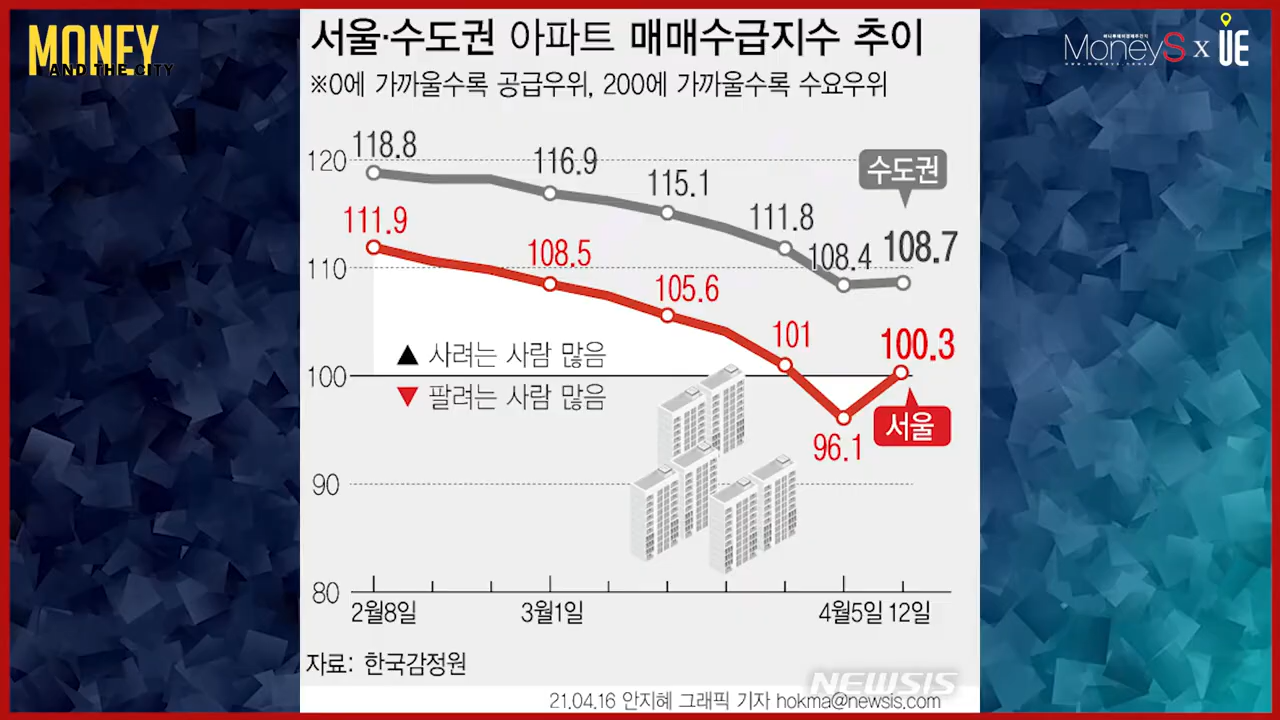 MONEY
AND THE CITY
MoneyS x UE
www.moneys.news
서울·수도권 아파트 매매수급지수 추이
※0에 가까울수록 공급우위, 200에 가까울수록 수요우위
120
118.8
116.9
115.1
수도권
111.8
108.4
108.7
111.9
108.5
105.6
101
100.3
110
▲ 사려는 사람 많음
100
▼ 팔려는 사람 많음
96.1
서울
90
80
2월8일
3월1일
4월5일
12일
자료: 한국감정원
NEWSIS
21.04.16 안지혜 그래픽 기자 hokma@newsis.com